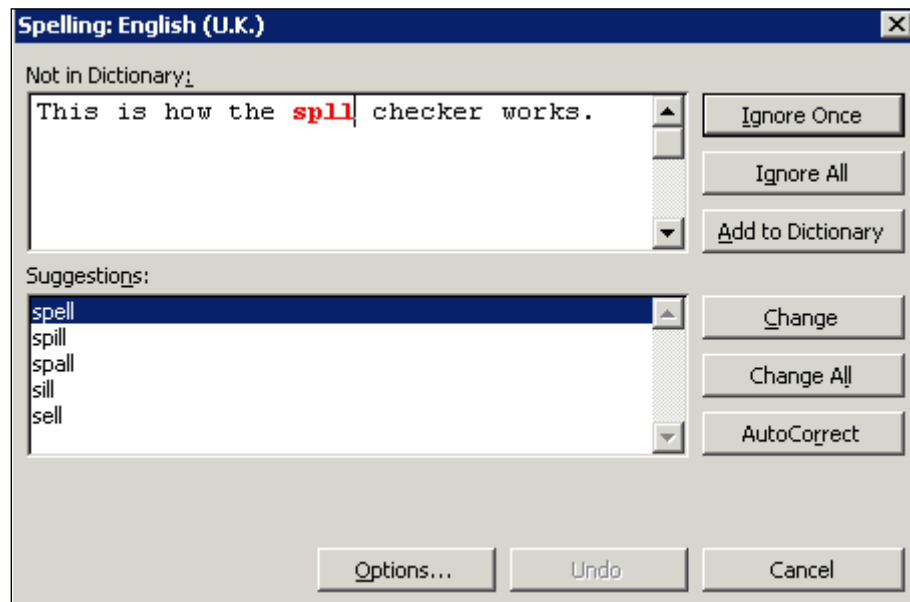 Spelling: English (U.K.)
Not in Dictionary:
This is how the spll checker works.
Ignore Once
Ignore All
Add to Dictionary
Suggestions:
spell
spill
spall
sill
sell
Change
Change All
AutoCorrect
Options...
Undo
Cancel